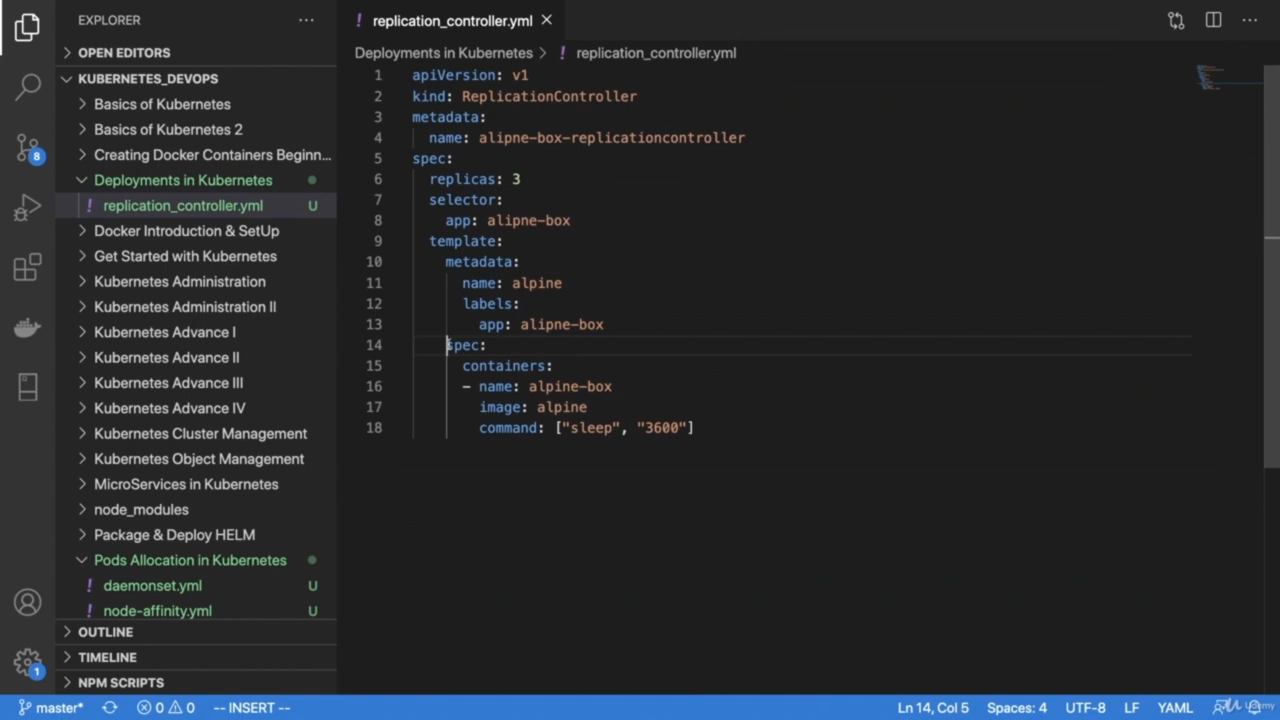 EXPLORER
OPEN EDITORS
KUBERNETES_DEVOPS
Basics of Kubernetes
Basics of Kubernetes 2
Creating Docker Containers Beginn...
Deployments in Kubernetes
! replication_controller.yml U
Docker Introduction & SetUp
Get Started with Kubernetes
Kubernetes Administration
Kubernetes Administration II
Kubernetes Advance I
Kubernetes Advance II
Kubernetes Advance III
Kubernetes Advance IV
Kubernetes Cluster Management
Kubernetes Object Management
MicroServices in Kubernetes
node_modules
Package & Deploy HELM
Pods Allocation in Kubernetes
! daemonset.yml U
! node-affinity.yml U
OUTLINE
TIMELINE
NPM SCRIPTS
8
1
! replication_controller.yml ×
Deployments in Kubernetes > ! replication_controller.yml
1 apiVersion: v1
2 kind: ReplicationController
3 metadata:
4 name: alipne-box-replicationcontroller
5 spec:
6 replicas: 3
7 selector:
8 app: alipne-box
9 template:
10 metadata:
11 name: alpine
12 labels:
13 app: alipne-box
14 spec:
15 containers:
16 - name: alpine-box
17 image: alpine
18 command: ["sleep", "3600"]
master* 0 0 -- INSERT -- Ln 14, Col 5 Spaces: 4 UTF-8 LF YAML Udemy